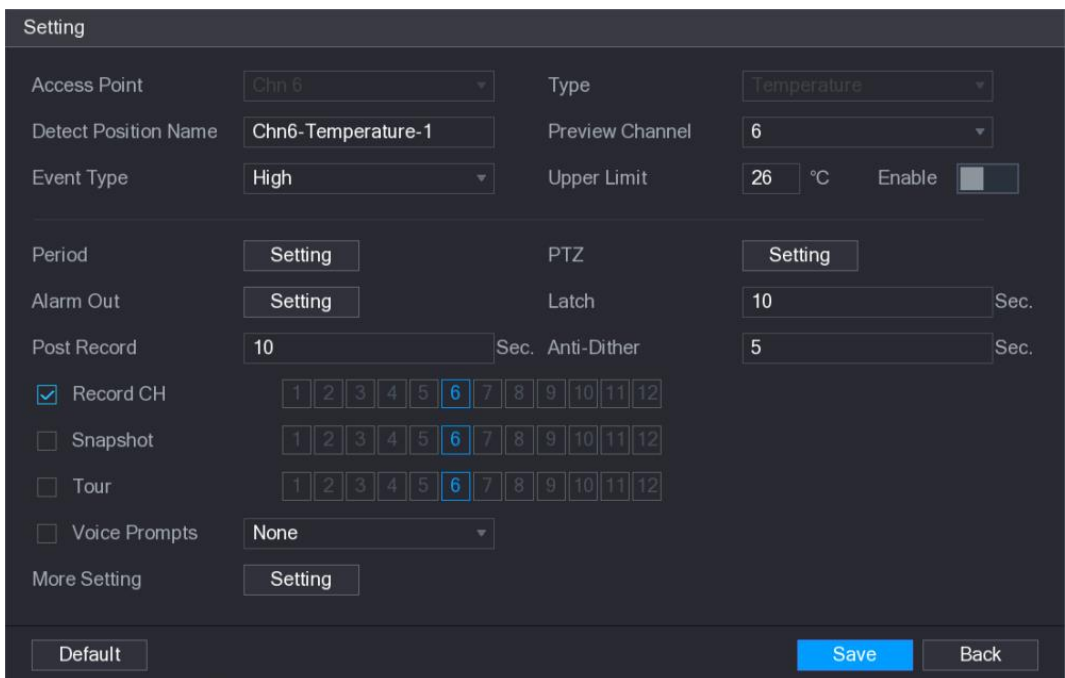 Setting
Access Point Chn 6 Type Temperature
Detect Position Name Chn6-Temperature-1 Preview Channel 6
Event Type High Upper Limit 26 °C Enable
Period Setting PTZ Setting
Alarm Out Setting Latch 10 Sec.
Post Record 10 Sec. Anti-Dither 5 Sec.
Record CH 1 2 3 4 5 6 7 8 9 10 11 12
Snapshot 1 2 3 4 5 6 7 8 9 10 11 12
Tour 1 2 3 4 5 6 7 8 9 10 11 12
Voice Prompts None
More Setting Setting
Default Save Back